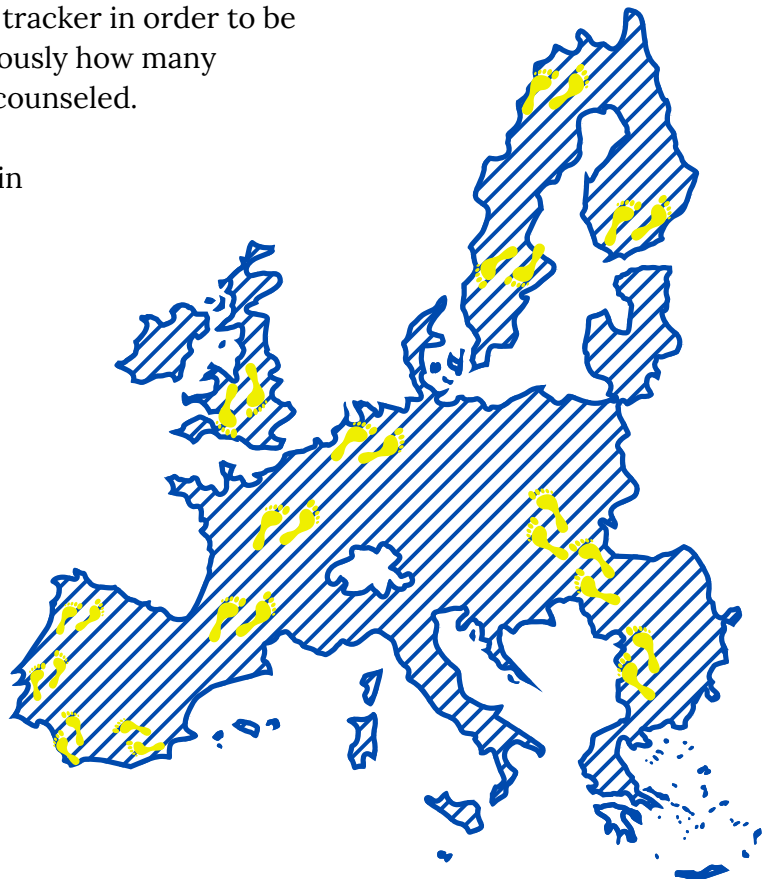 tracker in order to be
ously how many
counseled.
in